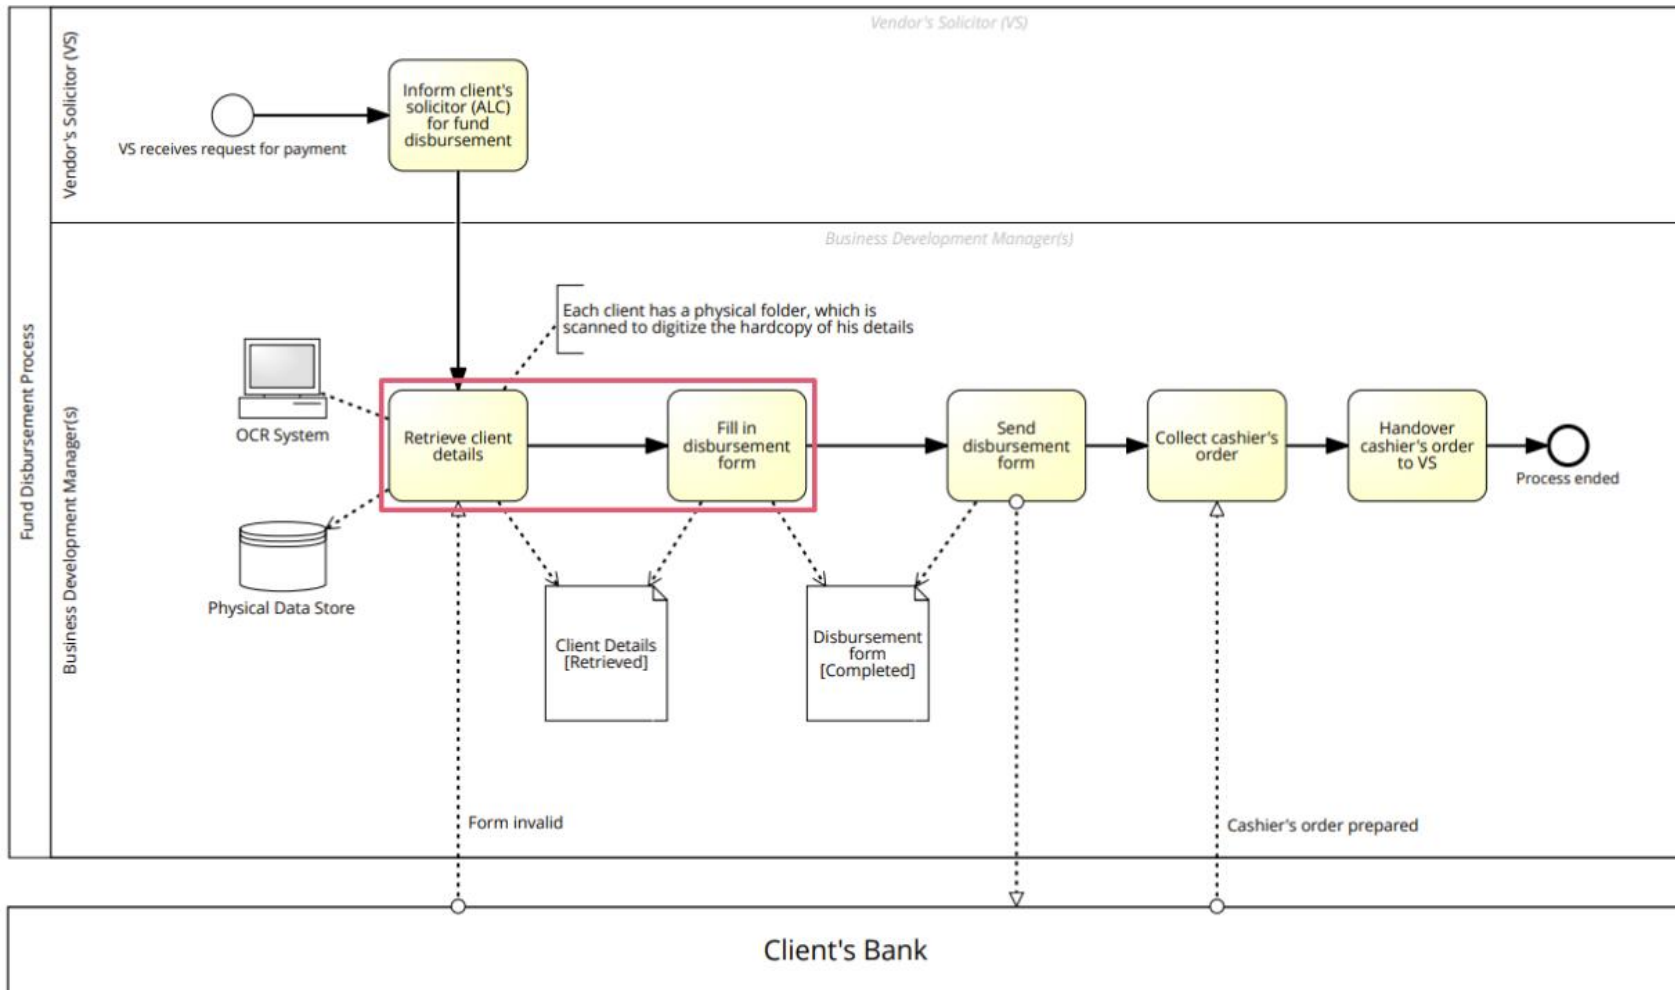 Vendor's Solicitor (VS)
Vendor's Solicitor (VS)
Inform client's
solicitor (ALC)
for fund
disbursement
VS receives request for payment
Business Development Manager(s)
Fund Disbursement Process
Business Development Manager(s)
Each client has a physical folder, which is
scanned to digitize the hardcopy of his details
OCR System
Retrieve client
details
Fill in
disbursement
form
Send
disbursement
form
Collect cashier's
order
Handover
cashier's order
to VS
Process ended
Physical Data Store
Client Details
[Retrieved]
Disbursement
form
[Completed]
Form invalid
Cashier's order prepared
Client's Bank